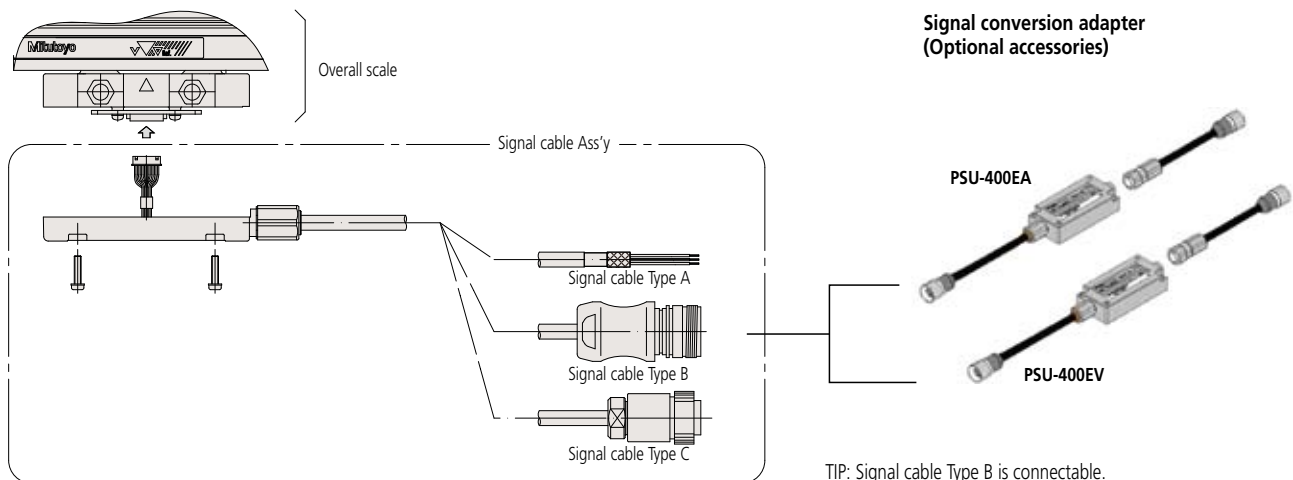 Signal conversion adapter
(Optional accessories)
Mitutoyo
Overall scale
Signal cable Ass'y
PSU-400EA
Signal cable Type A
Signal cable Type B
PSU-400EV
Signal cable Type C
TIP: Signal cable Type B is connectable.